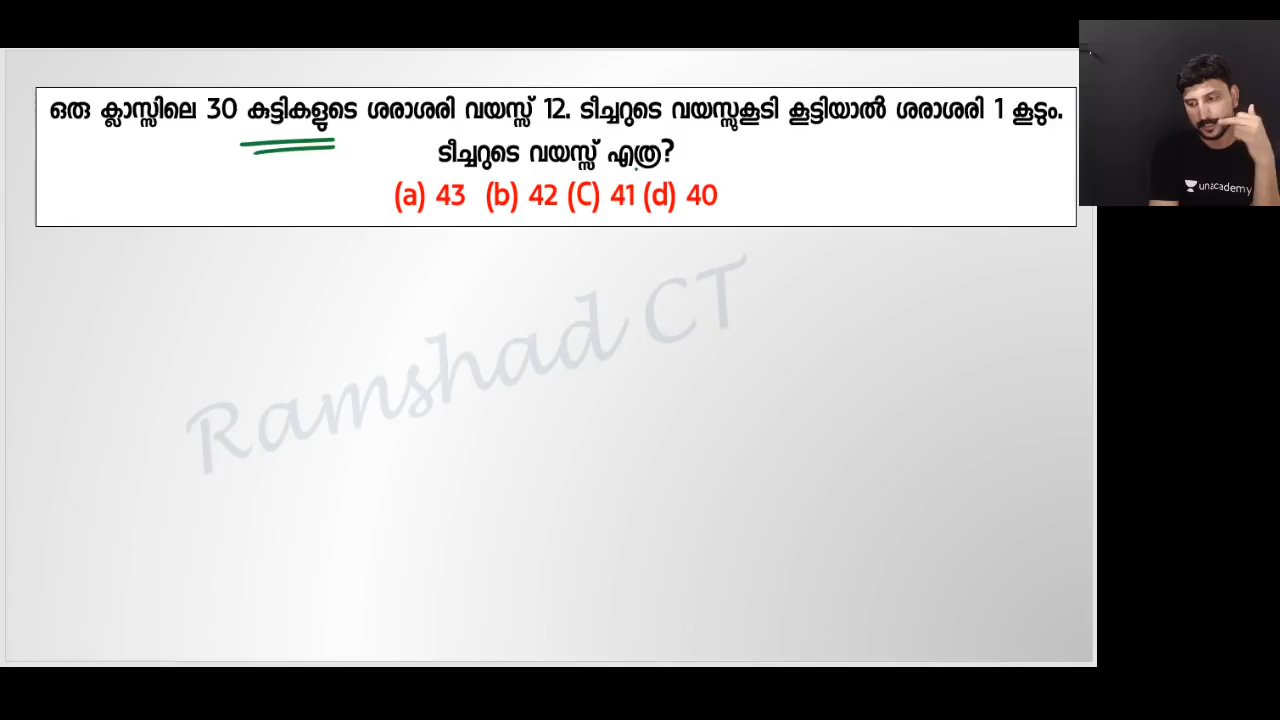 ഒരു ക്ലാസ്സിലെ 30 കുട്ടികളുടെ ശരാശരി വയസ്സ് 12. ടീച്ചറുടെ വയസ്സുകൂടി കൂട്ടിയാൽ ശരാശരി 1 കൂടും.
ടീച്ചറുടെ വയസ്സ് എത്ര?
(a) 43 (b) 42 (C) 41 (d) 40
unacademy
Ramshad CT